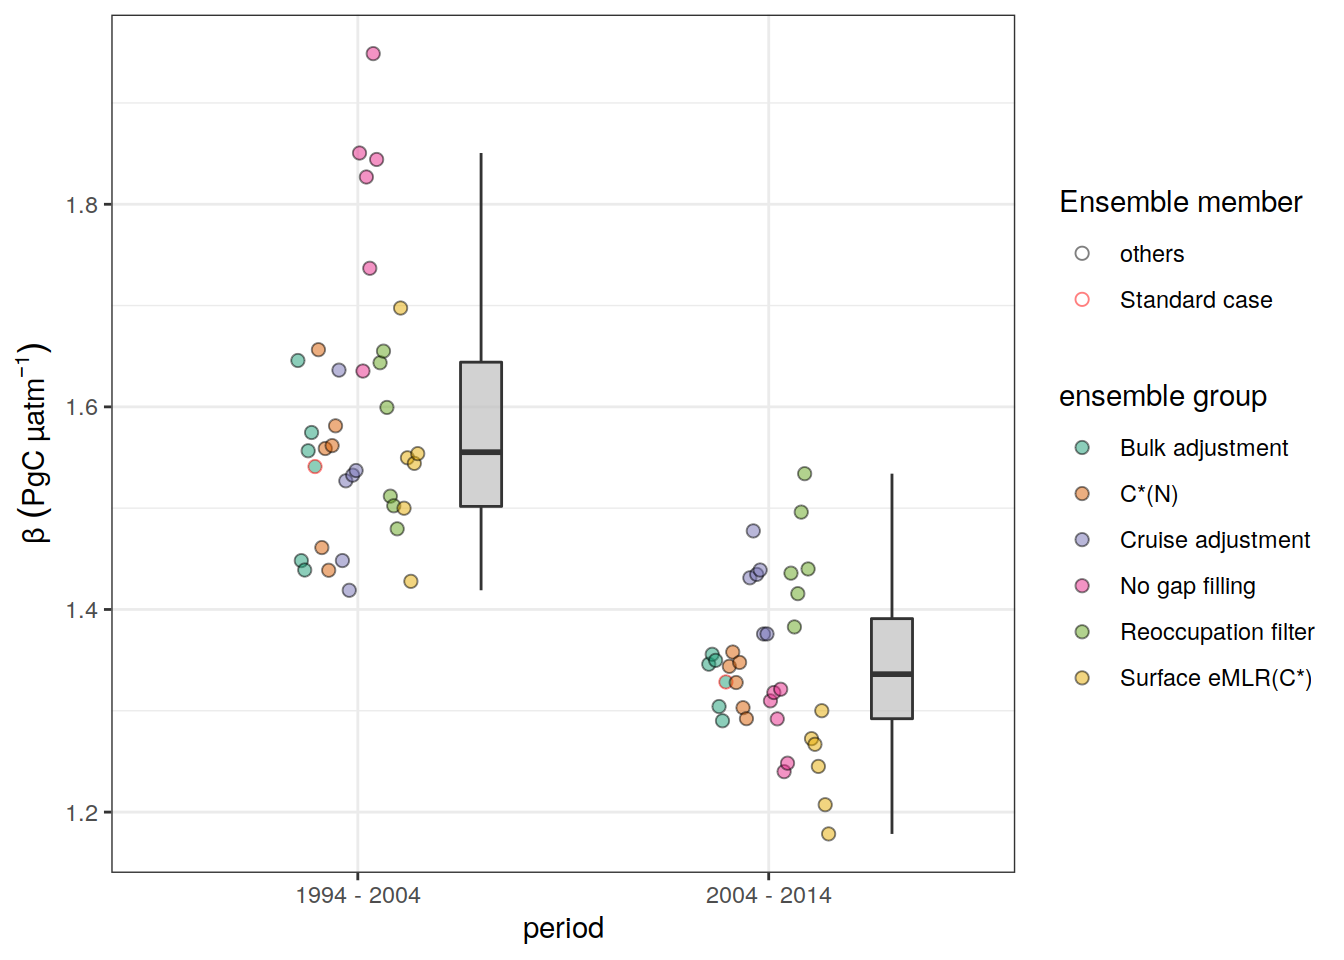 β (PgC µatm⁻¹)
1.8
1.6
1.4
1.2
1994 - 2004
2004 - 2014
period
Ensemble member
others
Standard case
ensemble group
Bulk adjustment
C*(N)
Cruise adjustment
No gap filling
Reoccupation filter
Surface eMLR(C*)